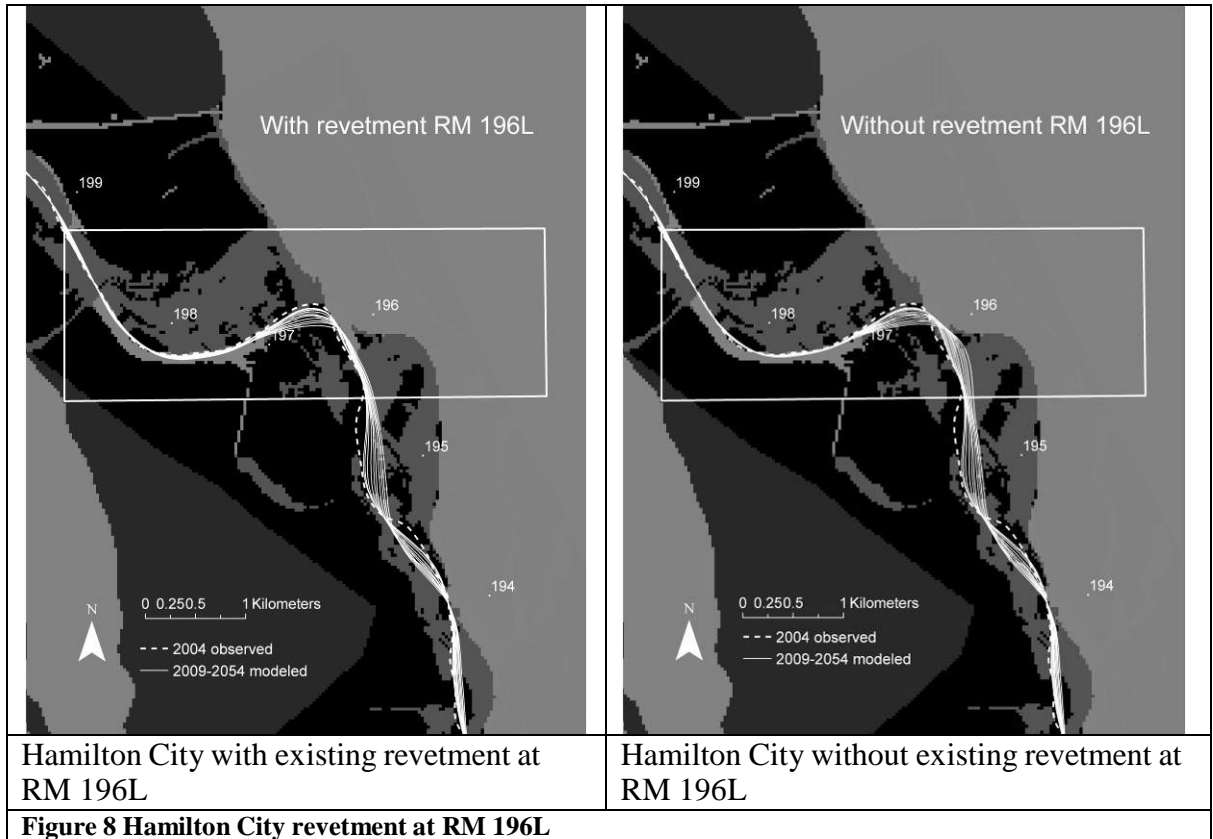 With revetment RM 196L
199
198
197
196
195
194
N
0 0.250.5 1 Kilometers
2004 observed
2009-2054 modeled
Without revetment RM 196L
199
198
197
196
195
194
N
0 0.250.5 1 Kilometers
2004 observed
2009-2054 modeled
Hamilton City with existing revetment at
RM 196L
Hamilton City without existing revetment at
RM 196L
Figure 8 Hamilton City revetment at RM 196L